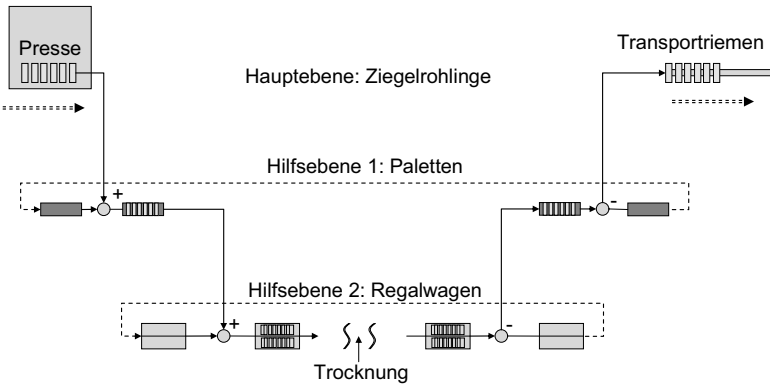 Presse
Transportriemen
Hauptebene: Ziegelrohlinge
Hilfsebene 1: Paletten
+
-
Hilfsebene 2: Regalwagen
+
-
Trocknung